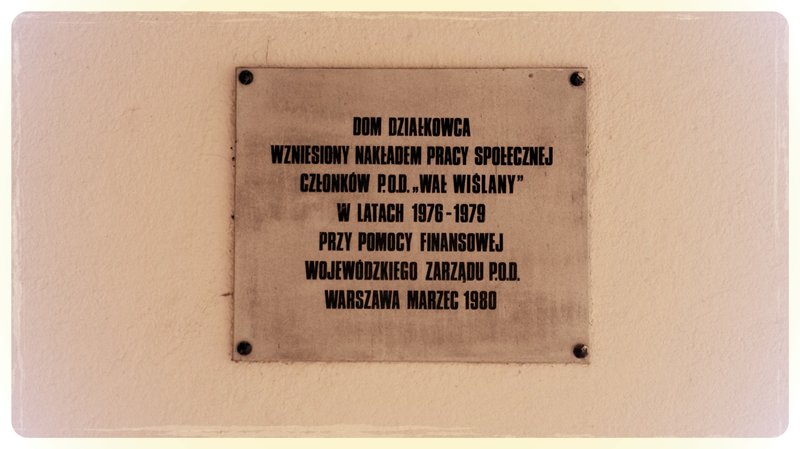 DOM DZIAŁKOWCA
WZNIESIONY NAKŁADEM PRACY SPOŁECZNEJ
CZŁONKÓW P.O.D. „WAŁ WIŚLANY”
W LATACH 1976-1979
PRZY POMOCY FINANSOWEJ
WOJEWÓDZKIEGO ZARZĄDU P.O.D.
WARSZAWA MARZEC 1980